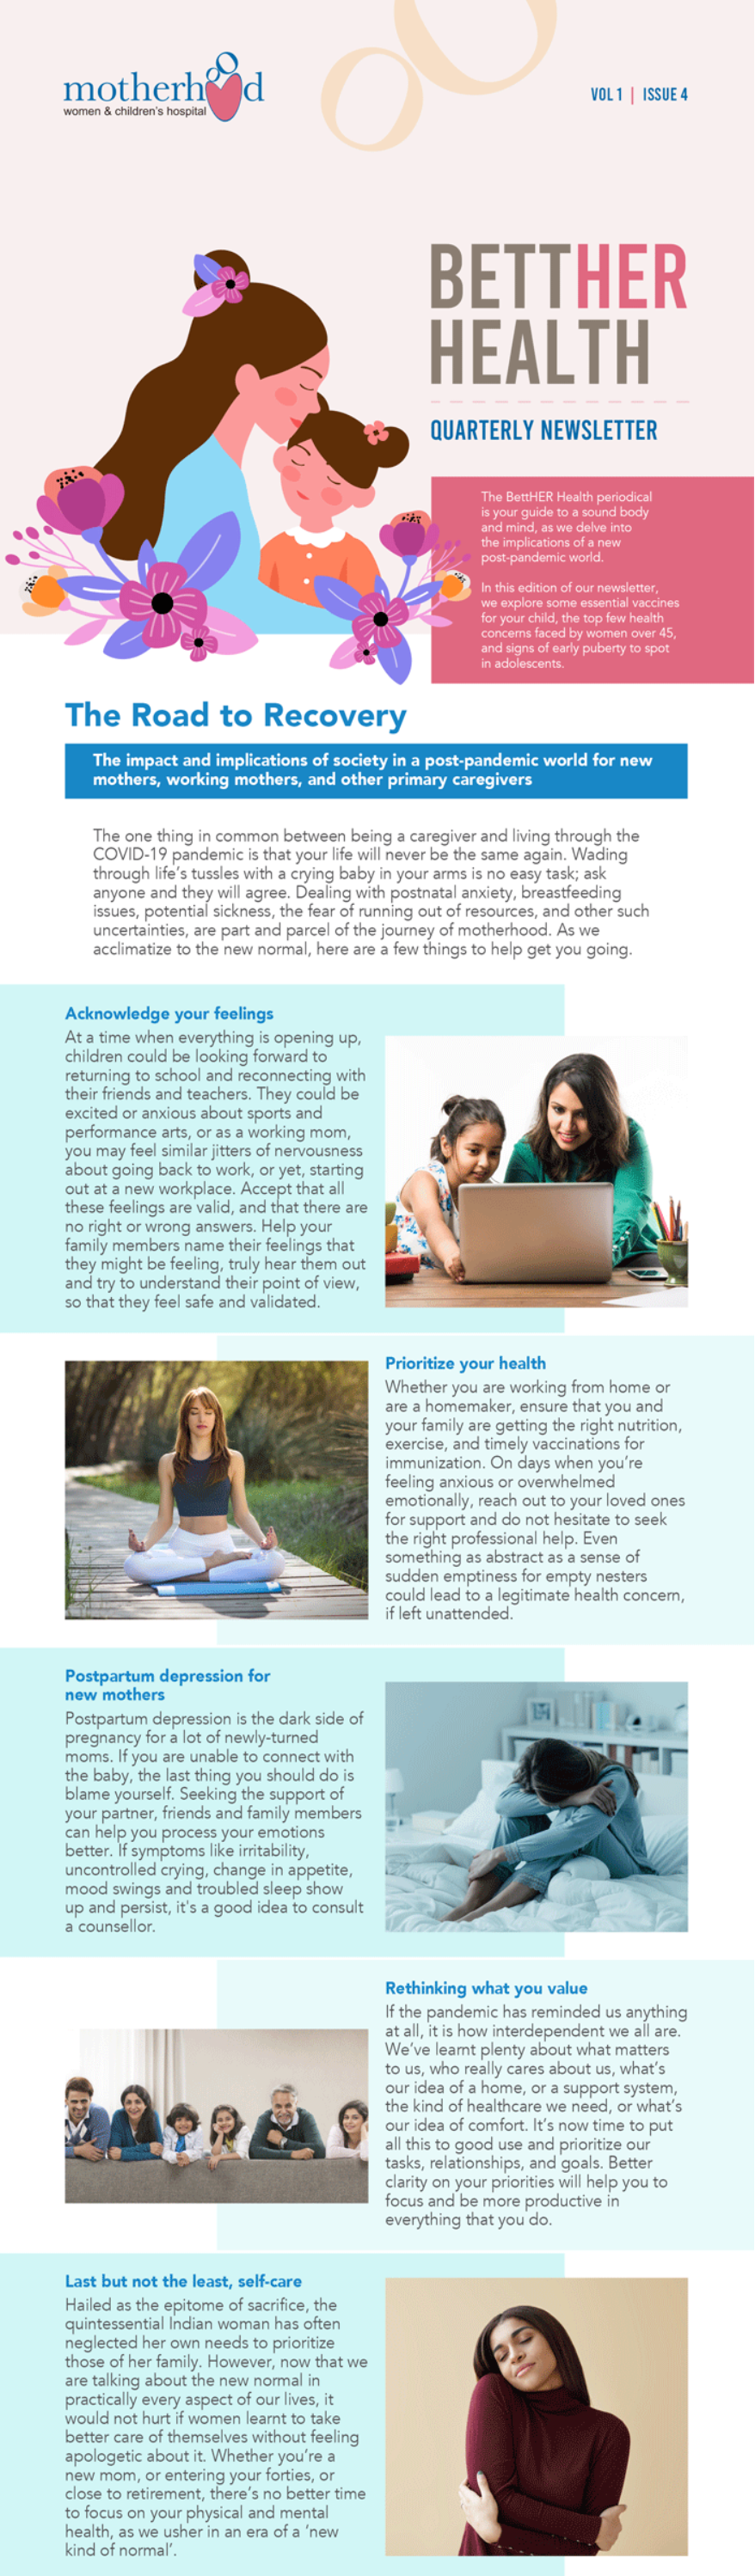 motherhood
women & children's hospital
VOL 1 | ISSUE 4
BETTHER
HEALTH
QUARTERLY NEWSLETTER
The BettHER Health periodical
is your guide to a sound body
and mind, as we delve into
the implications of a new
post-pandemic world.
In this edition of our newsletter,
we explore some essential vaccines
for your child, the top few health
concerns faced by women over 45,
and signs of early puberty to spot
in adolescents.
The Road to Recovery
The impact and implications of society in a post-pandemic world for new
mothers, working mothers, and other primary caregivers
The one thing in common between being a caregiver and living through the
COVID-19 pandemic is that your life will never be the same again. Wading
through life's tussles with a crying baby in your arms is no easy task; ask
anyone and they will agree. Dealing with postnatal anxiety, breastfeeding
issues, potential sickness, the fear of running out of resources, and other such
uncertainties, are part and parcel of the journey of motherhood. As we
acclimatize to the new normal, here are a few things to help get you going.
Acknowledge your feelings
At a time when everything is opening up,
children could be looking forward to
returning to school and reconnecting with
their friends and teachers. They could be
excited or anxious about sports and
performance arts, or as a working mom,
you may feel similar jitters of nervousness
about going back to work, or yet, starting
out at a new workplace. Accept that all
these feelings are valid, and that there are
no right or wrong answers. Help your
family members name their feelings that
they might be feeling, truly hear them out
and try to understand their point of view,
so that they feel safe and validated.
Prioritize your health
Whether you are working from home or
are a homemaker, ensure that you and
your family are getting the right nutrition,
exercise, and timely vaccinations for
immunization. On days when you're
feeling anxious or overwhelmed
emotionally, reach out to your loved ones
for support and do not hesitate to seek
the right professional help. Even
something as abstract as a sense of
sudden emptiness for empty nesters
could lead to a legitimate health concern,
if left unattended.
Postpartum depression for
new mothers
Postpartum depression is the dark side of
pregnancy for a lot of newly-turned
moms. If you are unable to connect with
the baby, the last thing you should do is
blame yourself. Seeking the support of
your partner, friends and family members
can help you process your emotions
better. If symptoms like irritability,
uncontrolled crying, change in appetite,
mood swings and troubled sleep show
up and persist, it's a good idea to consult
a counsellor.
Rethinking what you value
If the pandemic has reminded us anything
at all, it is how interdependent we all are.
We've learnt plenty about what matters
to us, who really cares about us, what's
our idea of a home, or a support system,
the kind of healthcare we need, or what's
our idea of comfort. It's now time to put
all this to good use and prioritize our
tasks, relationships, and goals. Better
clarity on your priorities will help you to
focus and be more productive in
everything that you do.
Last but not the least, self-care
Hailed as the epitome of sacrifice, the
quintessential Indian woman has often
neglected her own needs to prioritize
those of her family. However, now that we
are talking about the new normal in
practically every aspect of our lives, it
would not hurt if women learnt to take
better care of themselves without feeling
apologetic about it. Whether you're a
new mom, or entering your forties, or
close to retirement, there's no better time
to focus on your physical and mental
health, as we usher in an era of a 'new
kind of normal'.